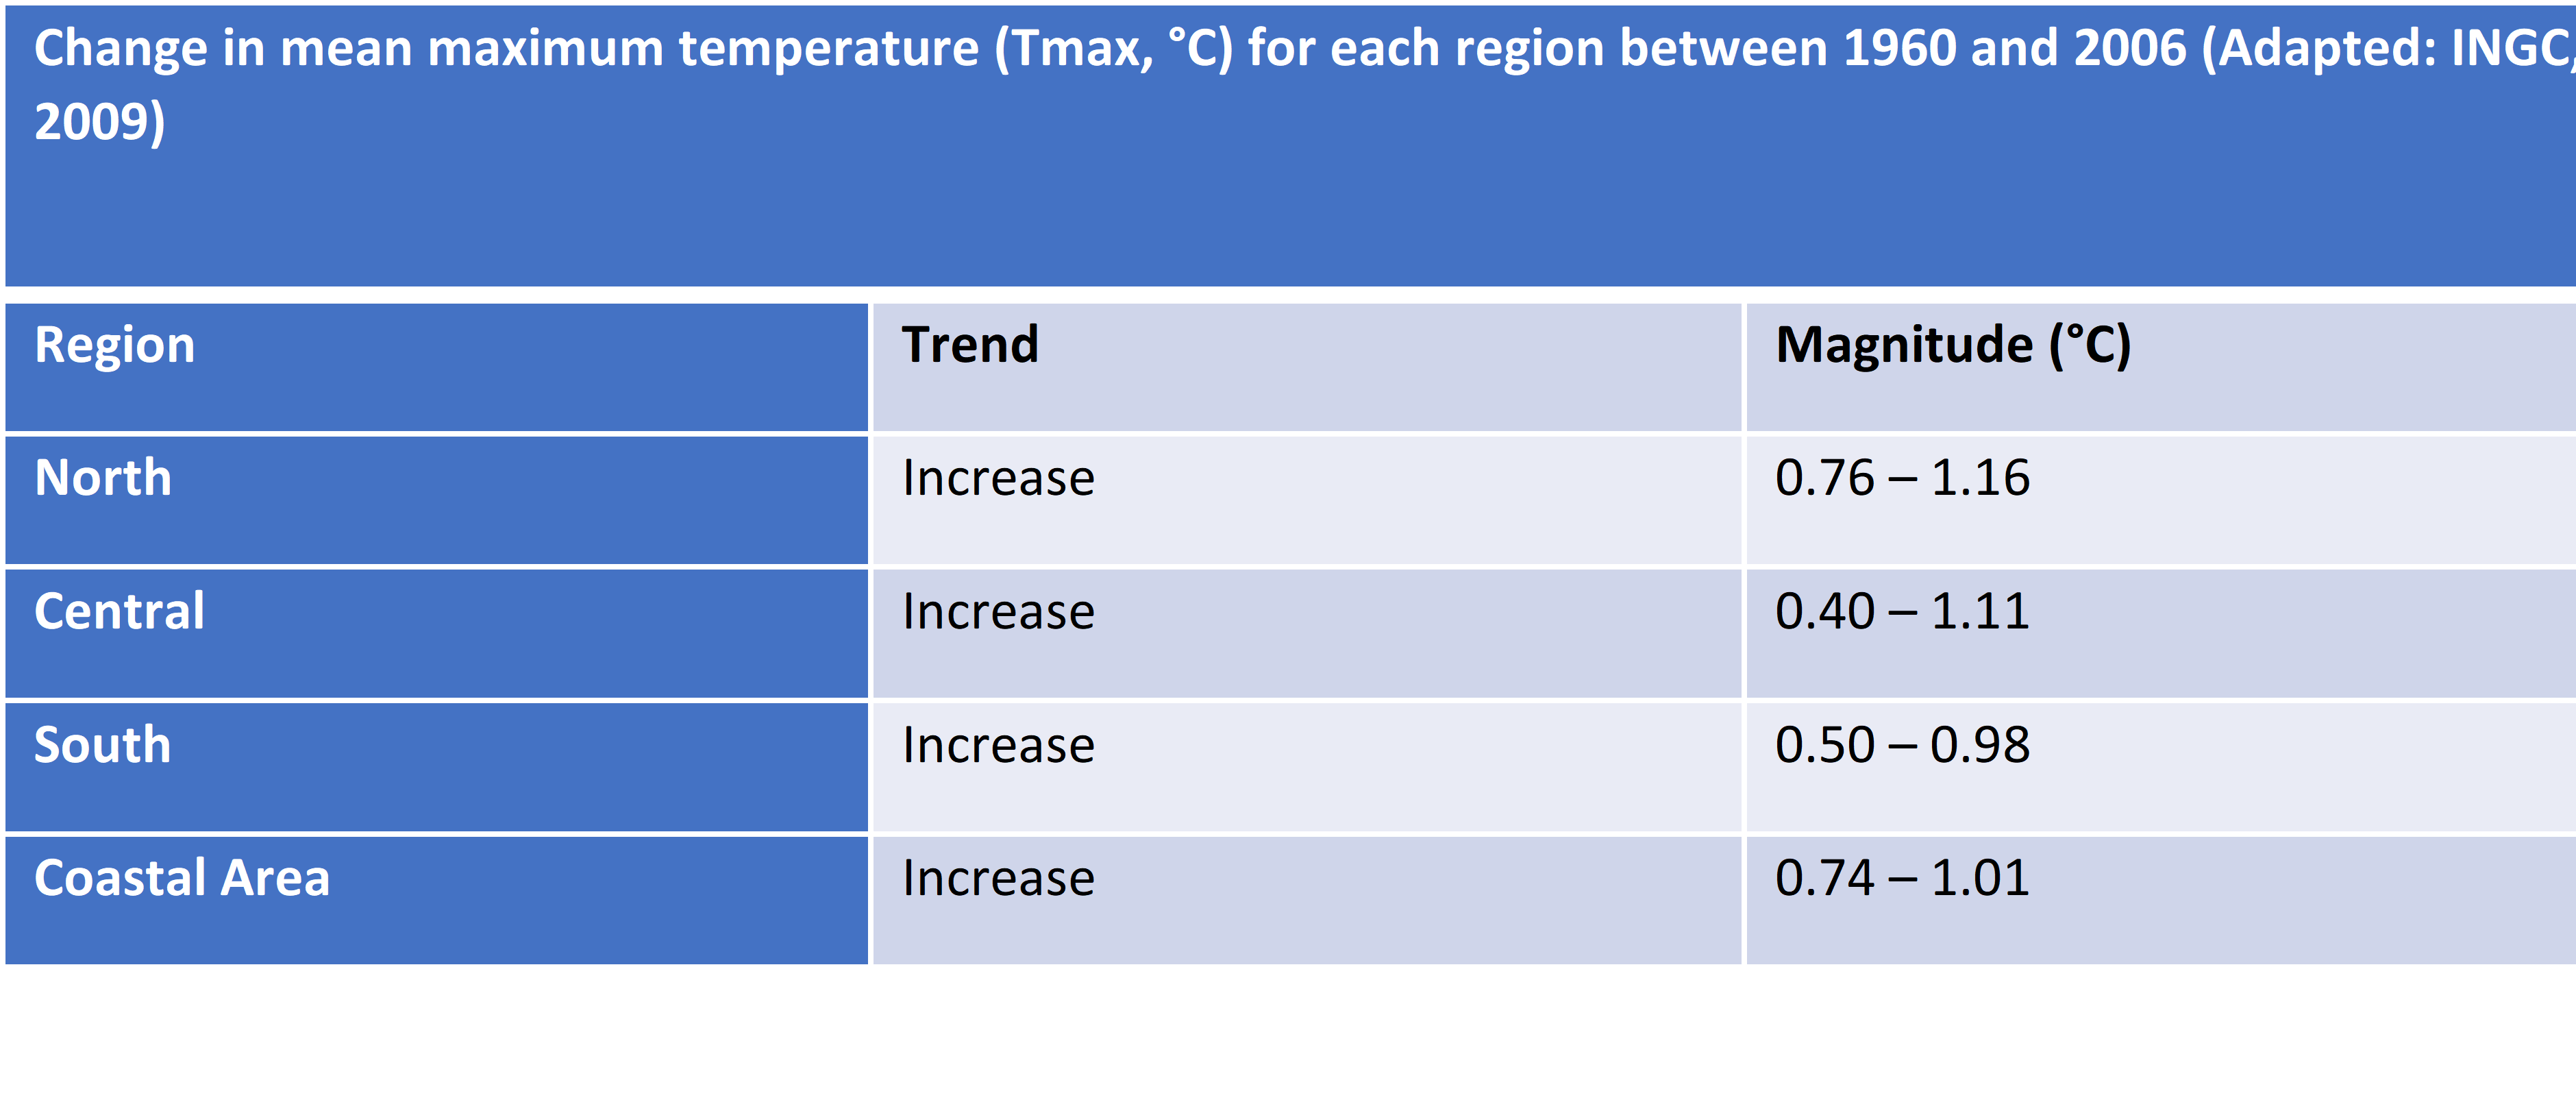 Change in mean maximum temperature (Tmax, °C) for each region between 1960 and 2006 (Adapted: INGC,
2009)
Region Trend Magnitude (°C)
North Increase 0.76 – 1.16
Central Increase 0.40 – 1.11
South Increase 0.50 – 0.98
Coastal Area Increase 0.74 – 1.01